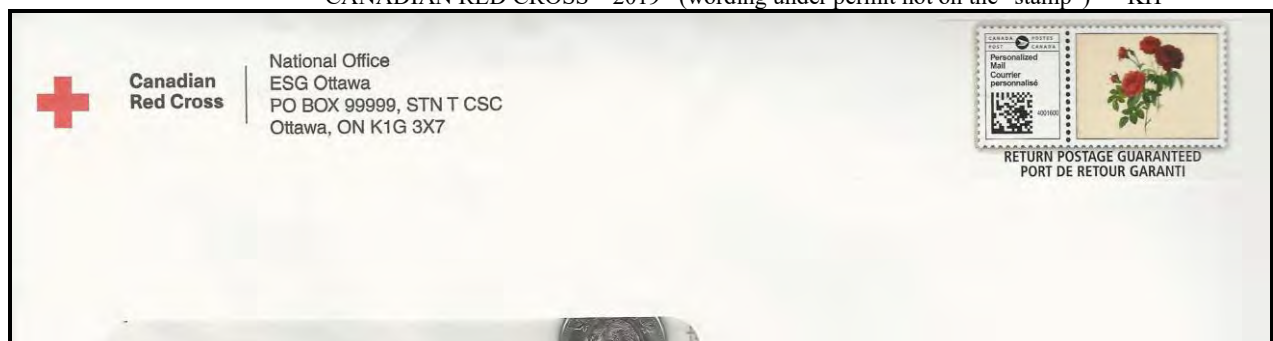 CANADIAN RED CROSS – 2019 (wording under permit not on the "stamp") – KH
Canadian
Red Cross
National Office
ESG Ottawa
PO BOX 99999, STN T CSC
Ottawa, ON K1G 3X7
CANADA POSTES
POST CANADA
Personalized
Mail
Courrier
personnalisé
4001600
RETURN POSTAGE GUARANTEED
PORT DE RETOUR GARANTI